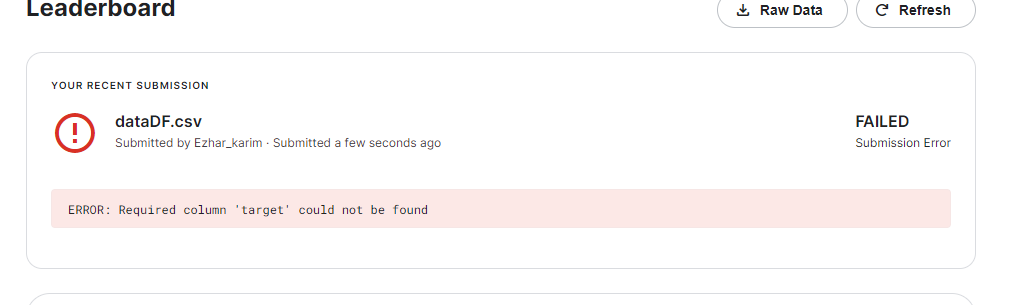 Leaderboard
Raw Data
Refresh
YOUR RECENT SUBMISSION
dataDF.csv
FAILED
Submitted by Ezhar_karim · Submitted a few seconds ago
Submission Error
ERROR: Required column 'target' could not be found